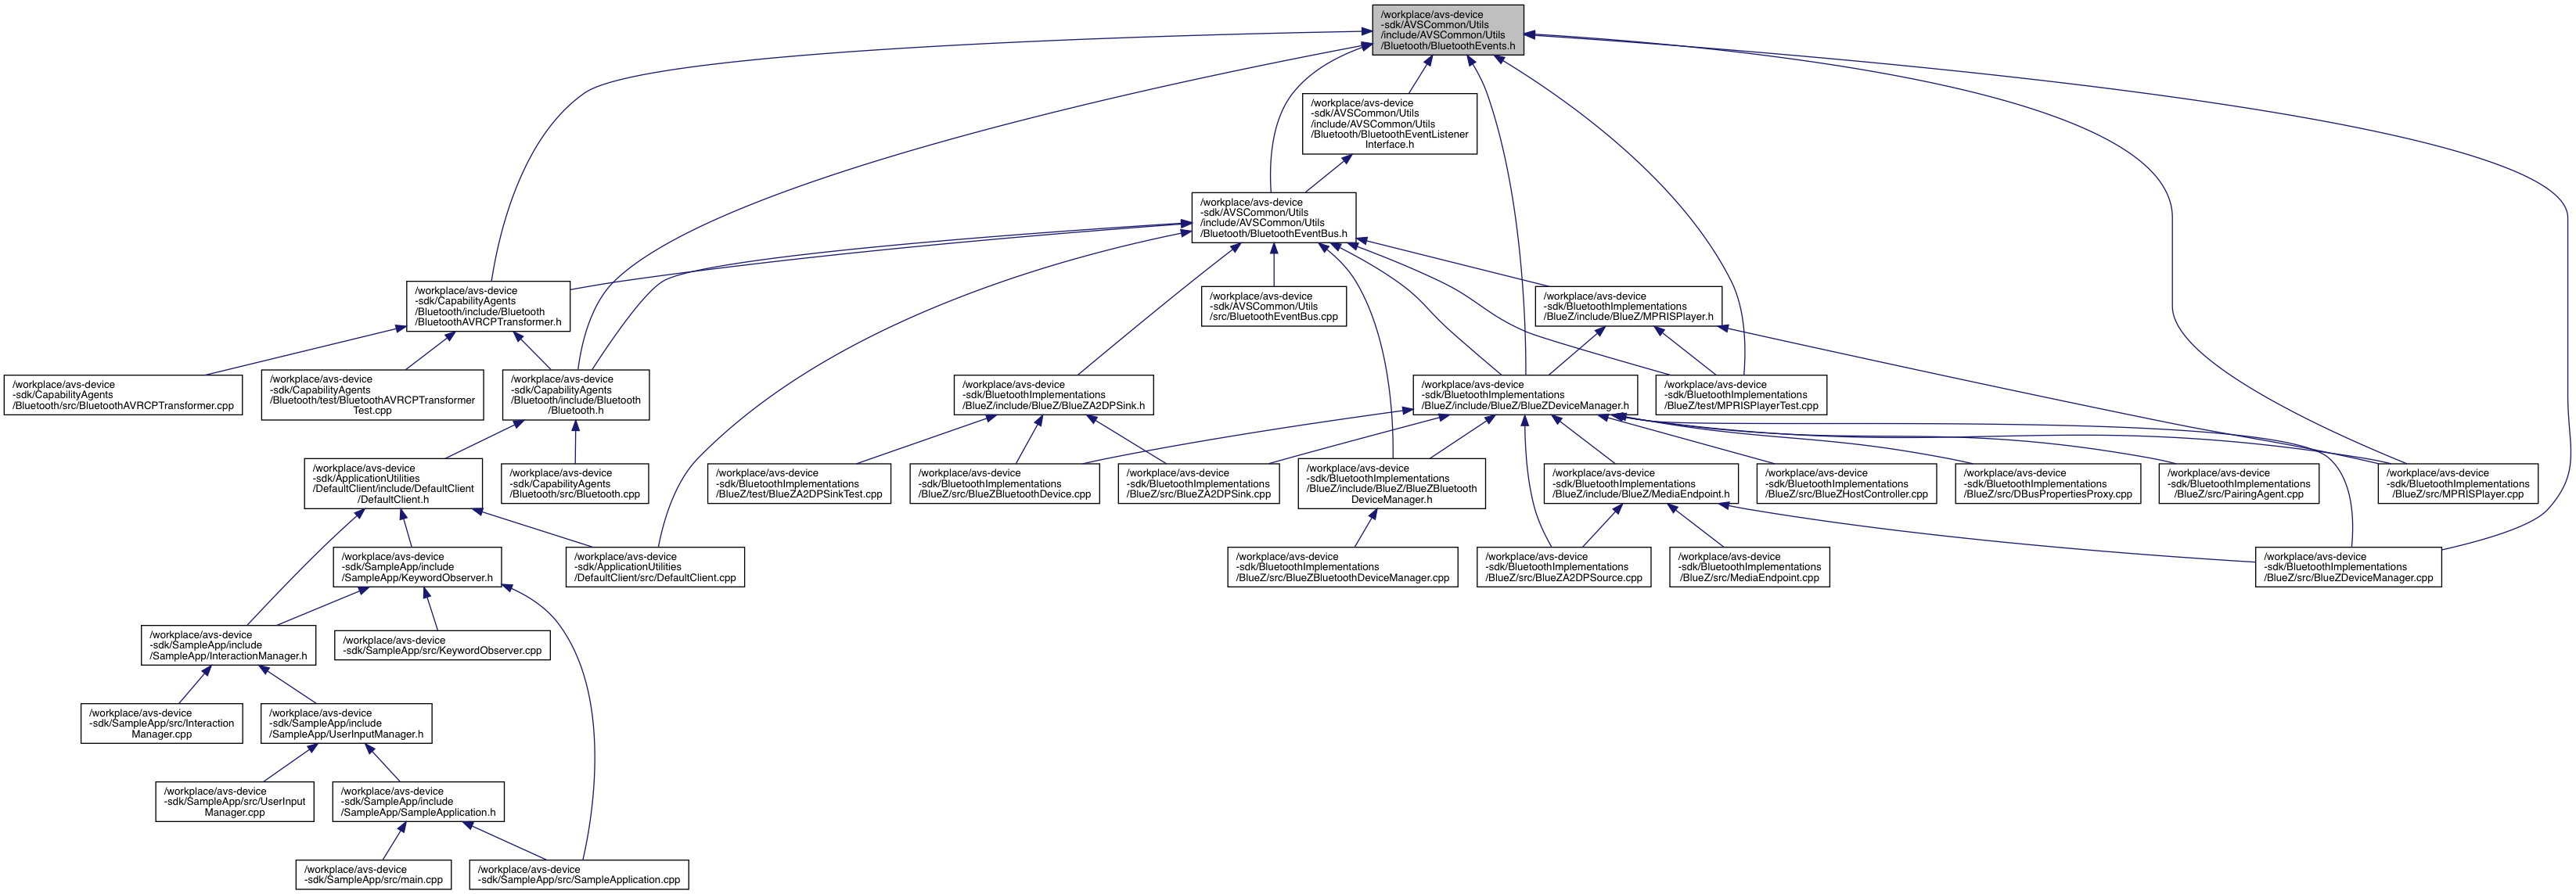 /workplace/avs-device
-sdk/AVSCommon/Utils
/include/AVSCommon/Utils
/Bluetooth/BluetoothEvents.h
/workplace/avs-device
-sdk/AVSCommon/Utils
/include/AVSCommon/Utils
/Bluetooth/BluetoothEventListener
Interface.h
/workplace/avs-device
-sdk/AVSCommon/Utils
/include/AVSCommon/Utils
/Bluetooth/BluetoothEventBus.h
/workplace/avs-device
-sdk/CapabilityAgents
/Bluetooth/include/Bluetooth
/BluetoothAVRCPTransformer.h
/workplace/avs-device
-sdk/AVSCommon/Utils
/src/BluetoothEventBus.cpp
/workplace/avs-device
-sdk/BluetoothImplementations
/BlueZ/include/BlueZ/MPRISPlayer.h
/workplace/avs-device
-sdk/CapabilityAgents
/Bluetooth/src/BluetoothAVRCPTransformer.cpp
/workplace/avs-device
-sdk/CapabilityAgents
/Bluetooth/test/BluetoothAVRCPTransformer
Test.cpp
/workplace/avs-device
-sdk/CapabilityAgents
/Bluetooth/include/Bluetooth
/Bluetooth.h
/workplace/avs-device
-sdk/BluetoothImplementations
/BlueZ/include/BlueZ/BlueZA2DPSink.h
/workplace/avs-device
-sdk/BluetoothImplementations
/BlueZ/include/BlueZ/BlueZDeviceManager.h
/workplace/avs-device
-sdk/BluetoothImplementations
/BlueZ/test/MPRISPlayerTest.cpp
/workplace/avs-device
-sdk/ApplicationUtilities
/DefaultClient/include/DefaultClient
/DefaultClient.h
/workplace/avs-device
-sdk/CapabilityAgents
/Bluetooth/src/Bluetooth.cpp
/workplace/avs-device
-sdk/BluetoothImplementations
/BlueZ/test/BlueZA2DPSinkTest.cpp
/workplace/avs-device
-sdk/BluetoothImplementations
/BlueZ/src/BlueZBluetoothDevice.cpp
/workplace/avs-device
-sdk/BluetoothImplementations
/BlueZ/src/BlueZA2DPSink.cpp
/workplace/avs-device
-sdk/BluetoothImplementations
/BlueZ/include/BlueZ/BlueZBluetooth
DeviceManager.h
/workplace/avs-device
-sdk/BluetoothImplementations
/BlueZ/include/BlueZ/MediaEndpoint.h
/workplace/avs-device
-sdk/BluetoothImplementations
/BlueZ/src/BlueZHostController.cpp
/workplace/avs-device
-sdk/BluetoothImplementations
/BlueZ/src/DBusPropertiesProxy.cpp
/workplace/avs-device
-sdk/BluetoothImplementations
/BlueZ/src/PairingAgent.cpp
/workplace/avs-device
-sdk/BluetoothImplementations
/BlueZ/src/MPRISPlayer.cpp
/workplace/avs-device
-sdk/SampleApp/include
/SampleApp/KeywordObserver.h
/workplace/avs-device
-sdk/ApplicationUtilities
/DefaultClient/src/DefaultClient.cpp
/workplace/avs-device
-sdk/BluetoothImplementations
/BlueZ/src/BlueZBluetoothDeviceManager.cpp
/workplace/avs-device
-sdk/BluetoothImplementations
/BlueZ/src/BlueZA2DPSource.cpp
/workplace/avs-device
-sdk/BluetoothImplementations
/BlueZ/src/MediaEndpoint.cpp
/workplace/avs-device
-sdk/BluetoothImplementations
/BlueZ/src/BlueZDeviceManager.cpp
/workplace/avs-device
-sdk/SampleApp/include
/SampleApp/InteractionManager.h
/workplace/avs-device
-sdk/SampleApp/src/KeywordObserver.cpp
/workplace/avs-device
-sdk/SampleApp/src/Interaction
Manager.cpp
/workplace/avs-device
-sdk/SampleApp/include
/SampleApp/UserInputManager.h
/workplace/avs-device
-sdk/SampleApp/src/UserInput
Manager.cpp
/workplace/avs-device
-sdk/SampleApp/include
/SampleApp/SampleApplication.h
/workplace/avs-device
-sdk/SampleApp/src/main.cpp
/workplace/avs-device
-sdk/SampleApp/src/SampleApplication.cpp